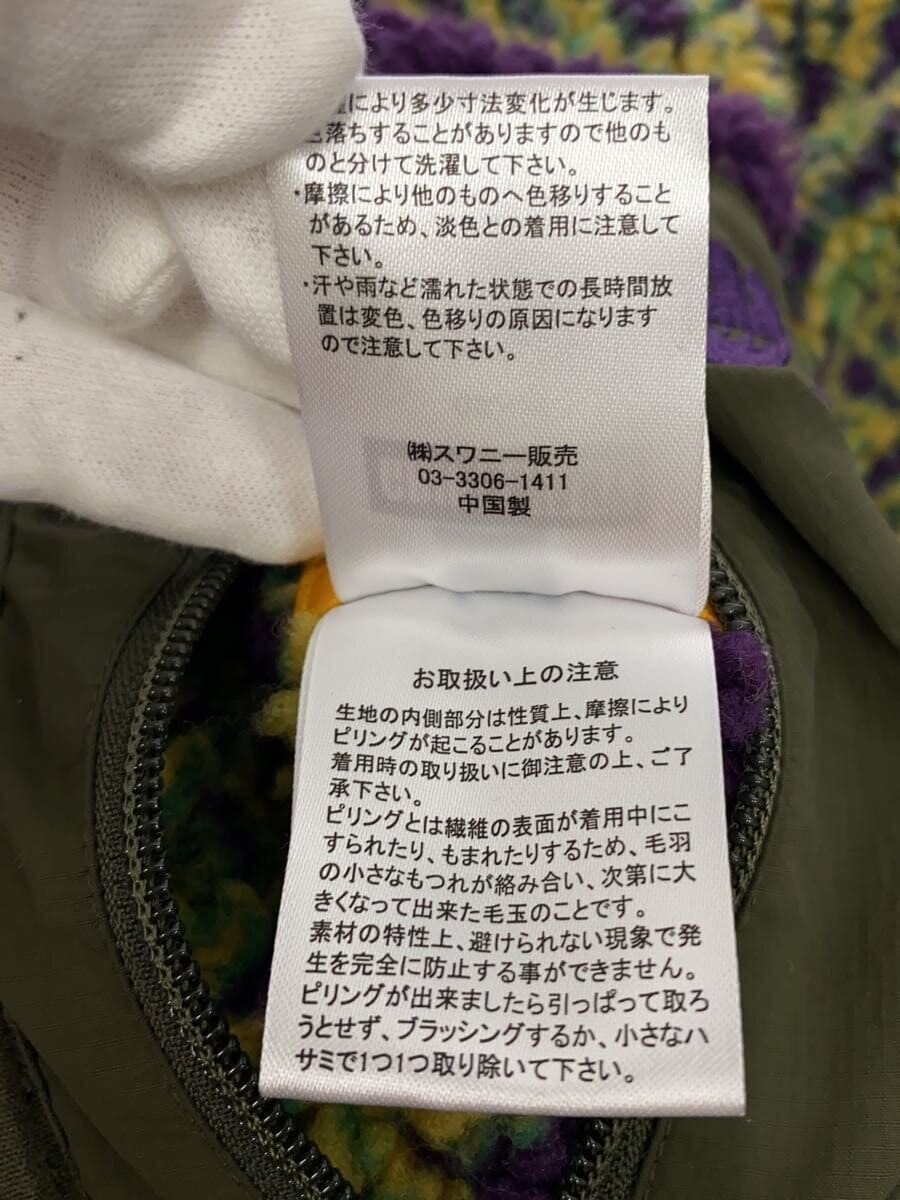 により多少寸法変化が生じます。
落ちすることがありますので他のも
のと分けて洗濯して下さい。
・摩擦により他のものへ色移りすること
があるため、淡色との着用に注意して
下さい。
・汗や雨など濡れた状態での長時間放
置は変色、色移りの原因になります
ので注意して下さい。
㈱スワニー販売
03-3306-1411
中国製
お取扱い上の注意
生地の内側部分は性質上、摩擦により
ピリングが起こることがあります。
着用時の取り扱いに御注意の上、ご了
承下さい。
ピリングとは繊維の表面が着用中にこ
すられたり、もまれたりするため、毛羽
の小さなもつれが絡み合い、次第に大
きくなって出来た毛玉のことです。
素材の特性上、避けられない現象で発
生を完全に防止する事ができません。
ピリングが出来ましたら引っぱって取ろ
うとせず、ブラッシングするか、小さなハ
サミで1つ1つ取り除いて下さい。